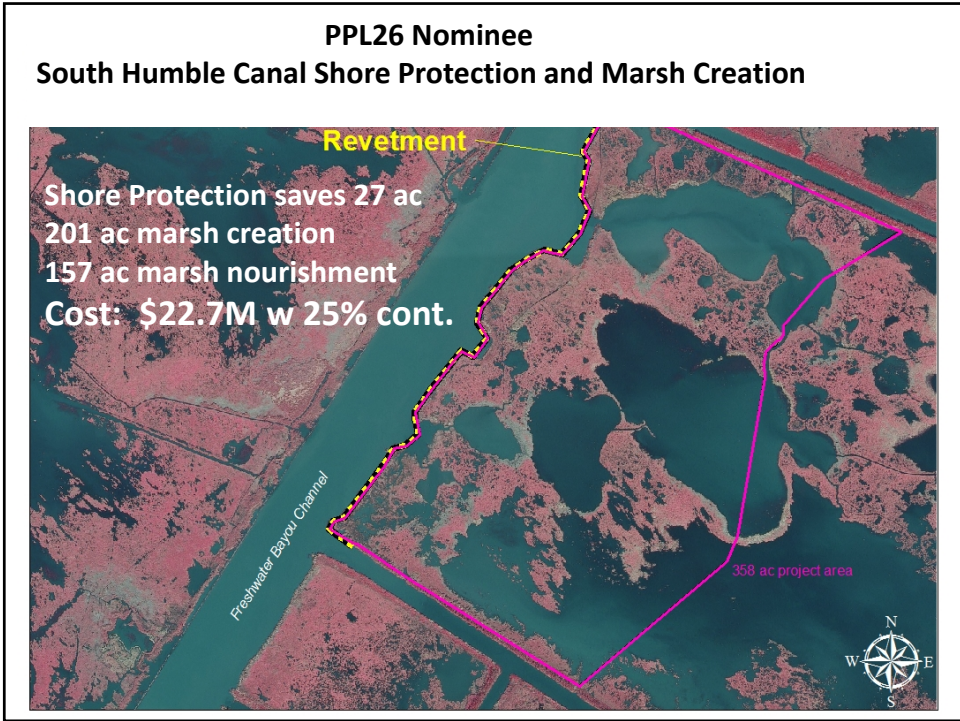 PPL26 Nominee
South Humble Canal Shore Protection and Marsh Creation
Revetment
Shore Protection saves 27 ac
201 ac marsh creation
157 ac marsh nourishment
Cost:  $22.7M w 25% cont.
Freshwater Bayou Channel
358 ac project area
N
W E
S